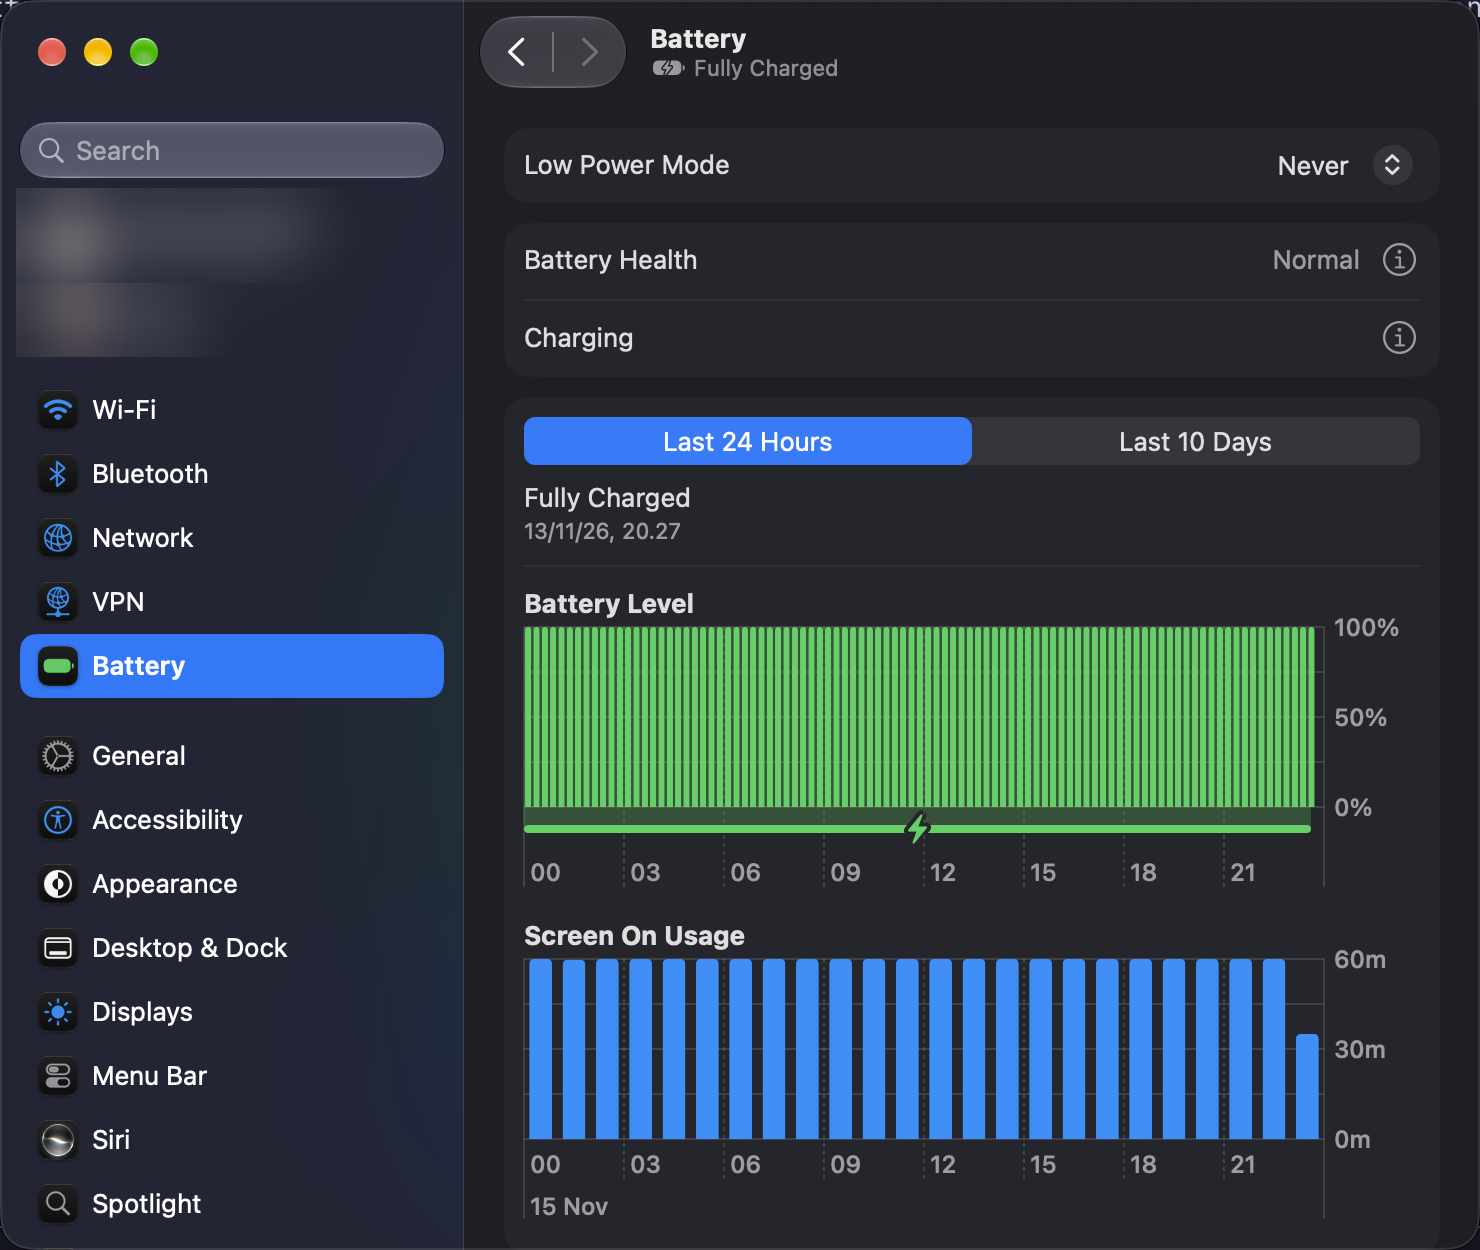 Battery
Fully Charged
Search
Wi-Fi
Bluetooth
Network
VPN
Battery
General
Accessibility
Appearance
Desktop & Dock
Displays
Menu Bar
Siri
Spotlight
Low Power Mode
Never
Battery Health
Normal
Charging
Last 24 Hours
Last 10 Days
Fully Charged
13/11/26, 20.27
Battery Level
100%
50%
0%
00 03 06 09 12 15 18 21
Screen On Usage
60m
30m
0m
00 03 06 09 12 15 18 21
15 Nov